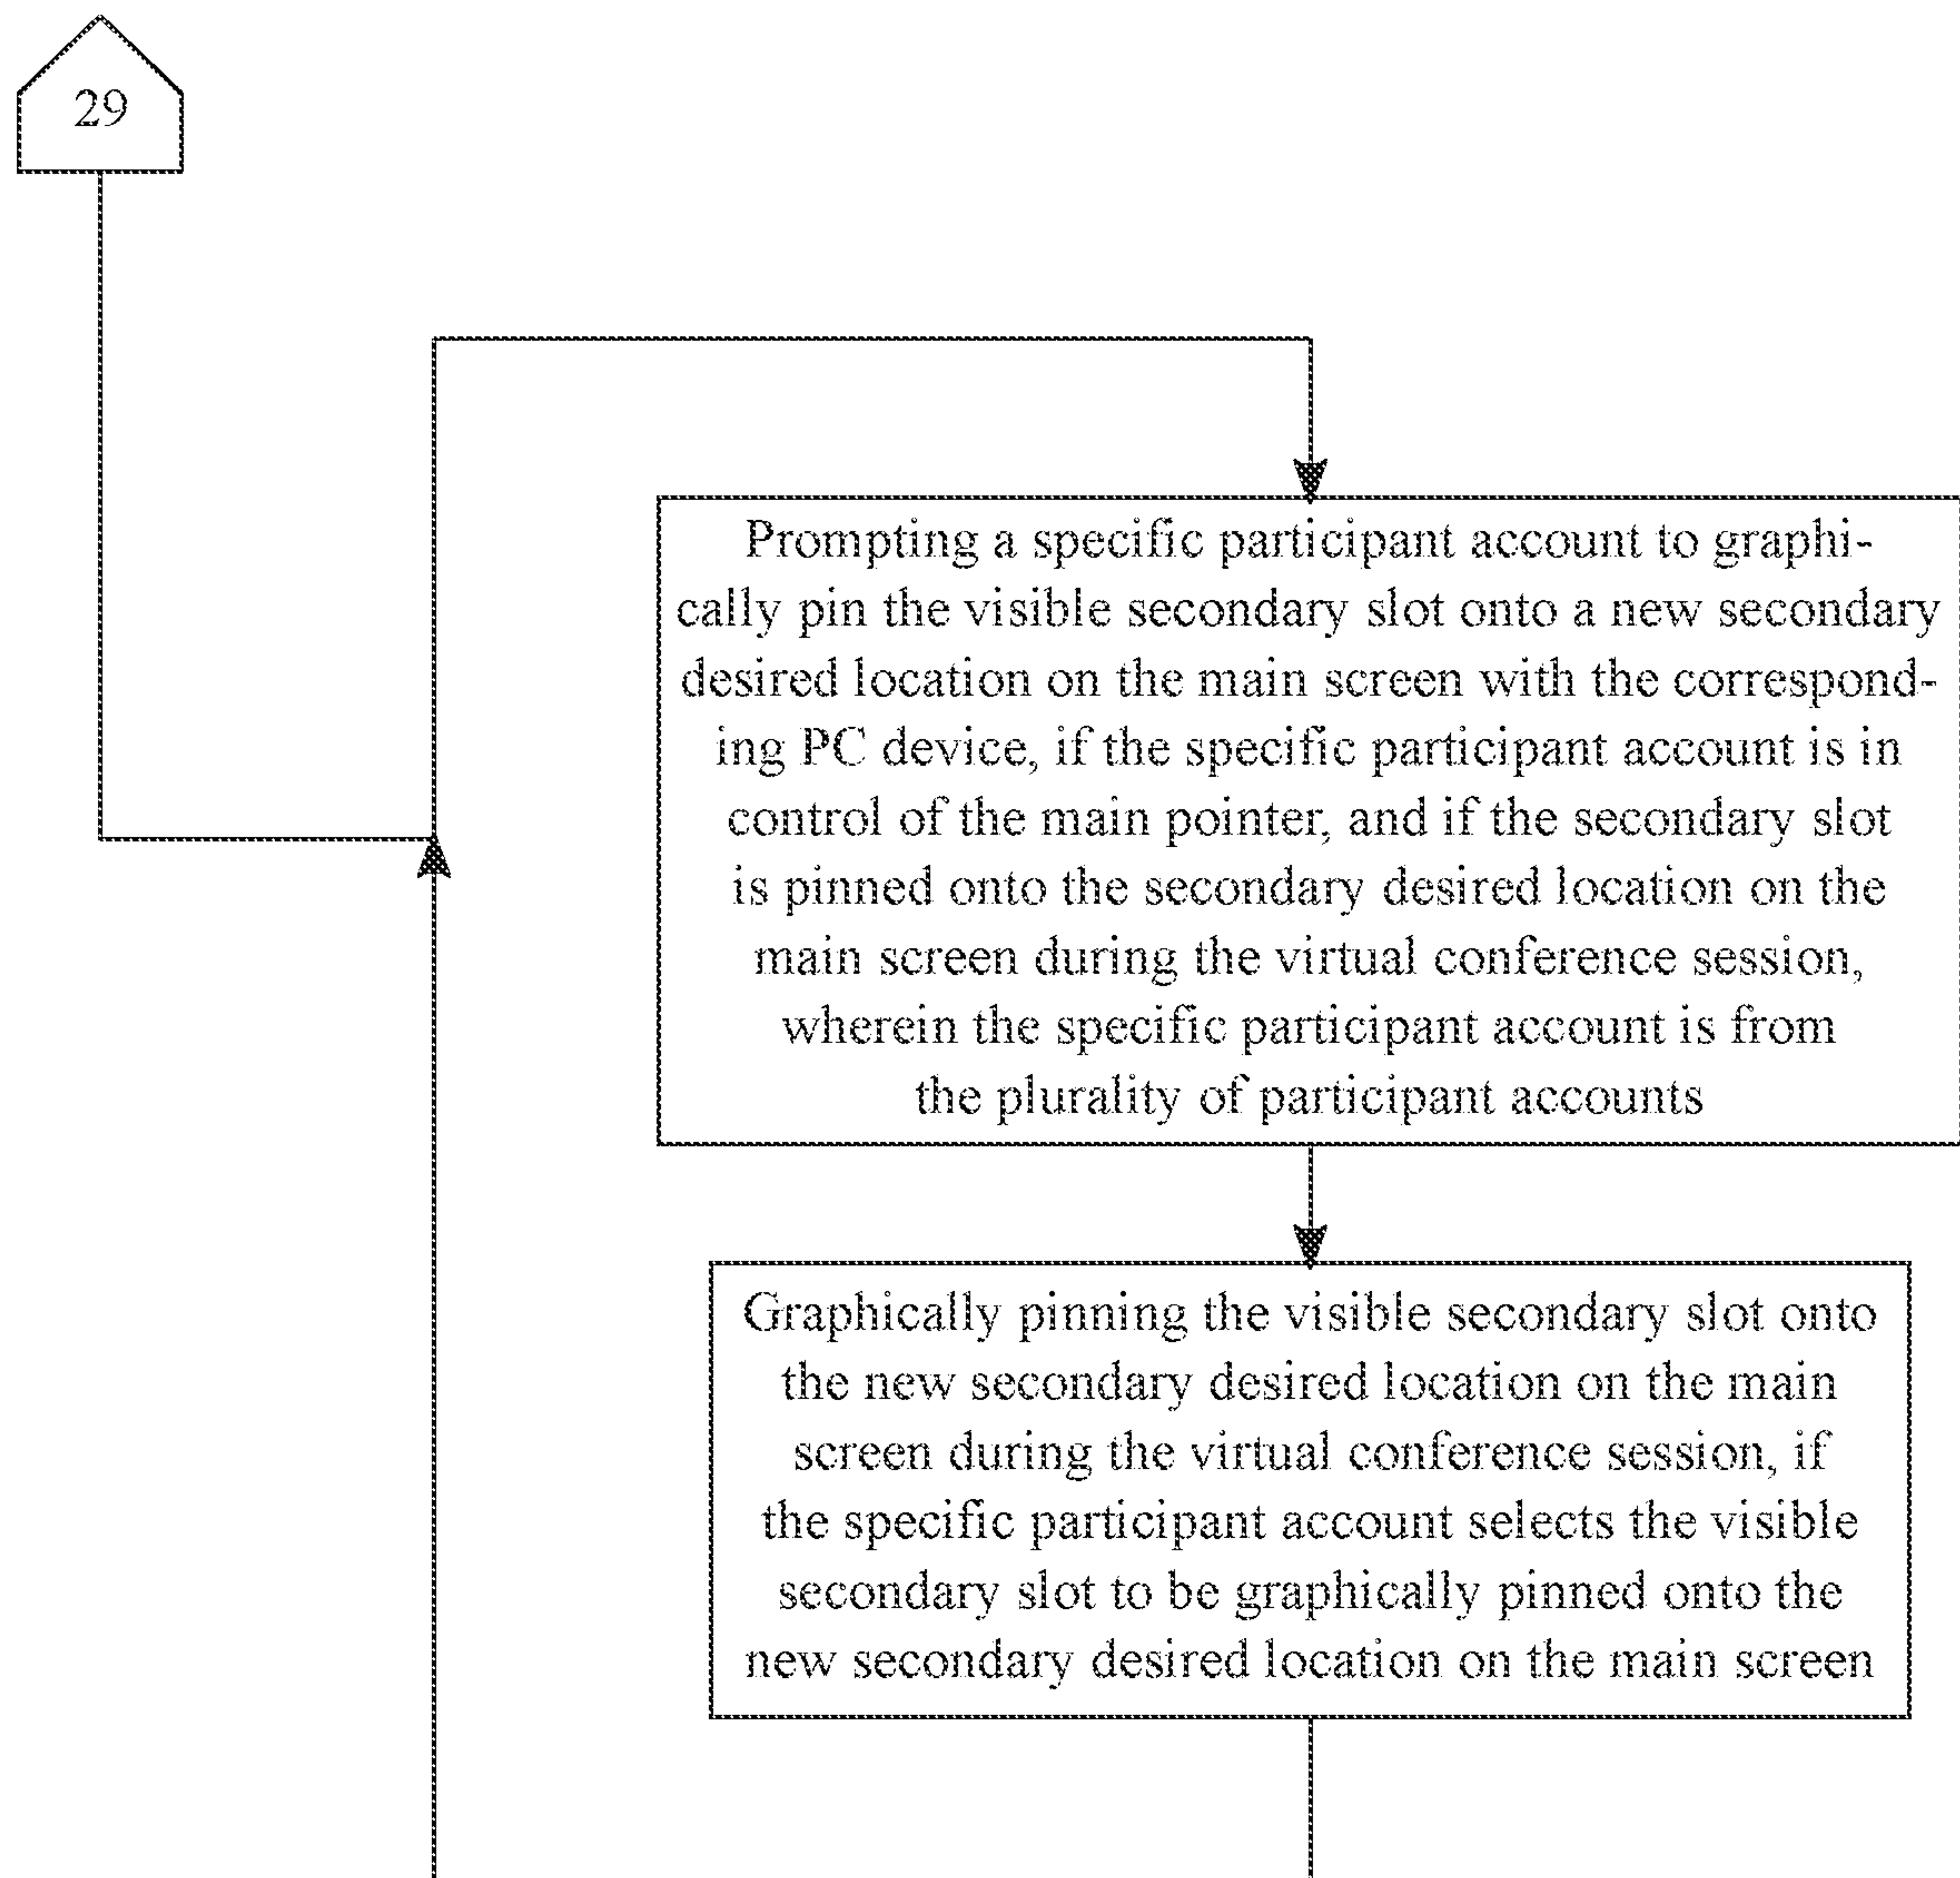 29
Prompting a specific participant account to graphi-
cally pin the visible secondary slot onto a new secondary
desired location on the main screen with the correspond-
ing PC device, if the specific participant account is in
control of the main pointer, and if the secondary slot
is pinned onto the secondary desired location on the
main screen during the virtual conference session,
wherein the specific participant account is from
the plurality of participant accounts
Graphically pinning the visible secondary slot onto
the new secondary desired location on the main
screen during the virtual conference session, if
the specific participant account selects the visible
secondary slot to be graphically pinned onto the
new secondary desired location on the main screen